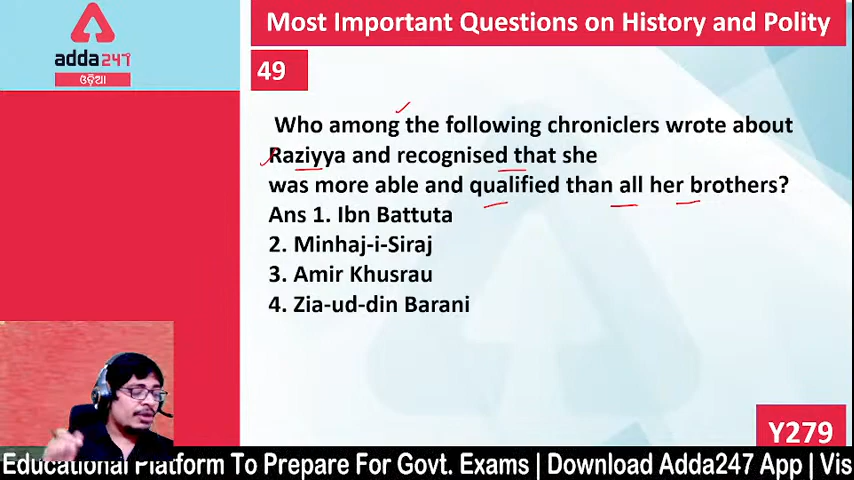 Most Important Questions on History and Polity
adda247
ଓଡ଼ିଆ
49
Who among the following chroniclers wrote about
Raziyya and recognised that she
was more able and qualified than all her brothers?
Ans 1. Ibn Battuta
2. Minhaj-i-Siraj
3. Amir Khusrau
4. Zia-ud-din Barani
Y279
Educational Platform To Prepare For Govt. Exams | Download Adda247 App | Vis